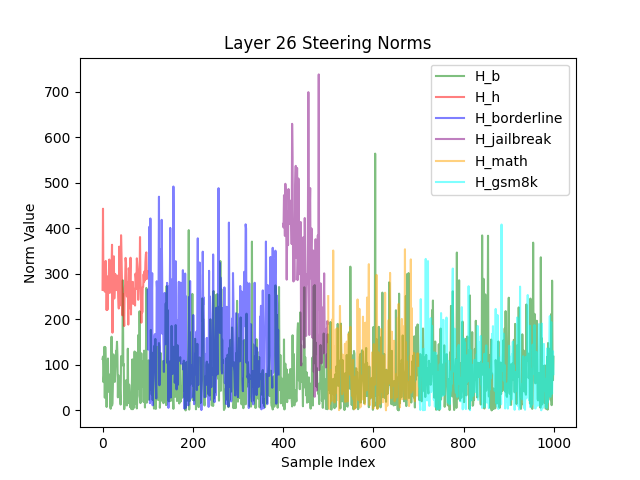 Layer 26 Steering Norms
Norm Value
700
600
500
400
300
200
100
0
0
200
400
600
800
1000
Sample Index
H_b
H_h
H_borderline
H_jailbreak
H_math
H_gsm8k